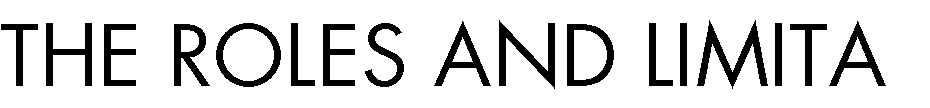 THE ROLES AND LIMITA